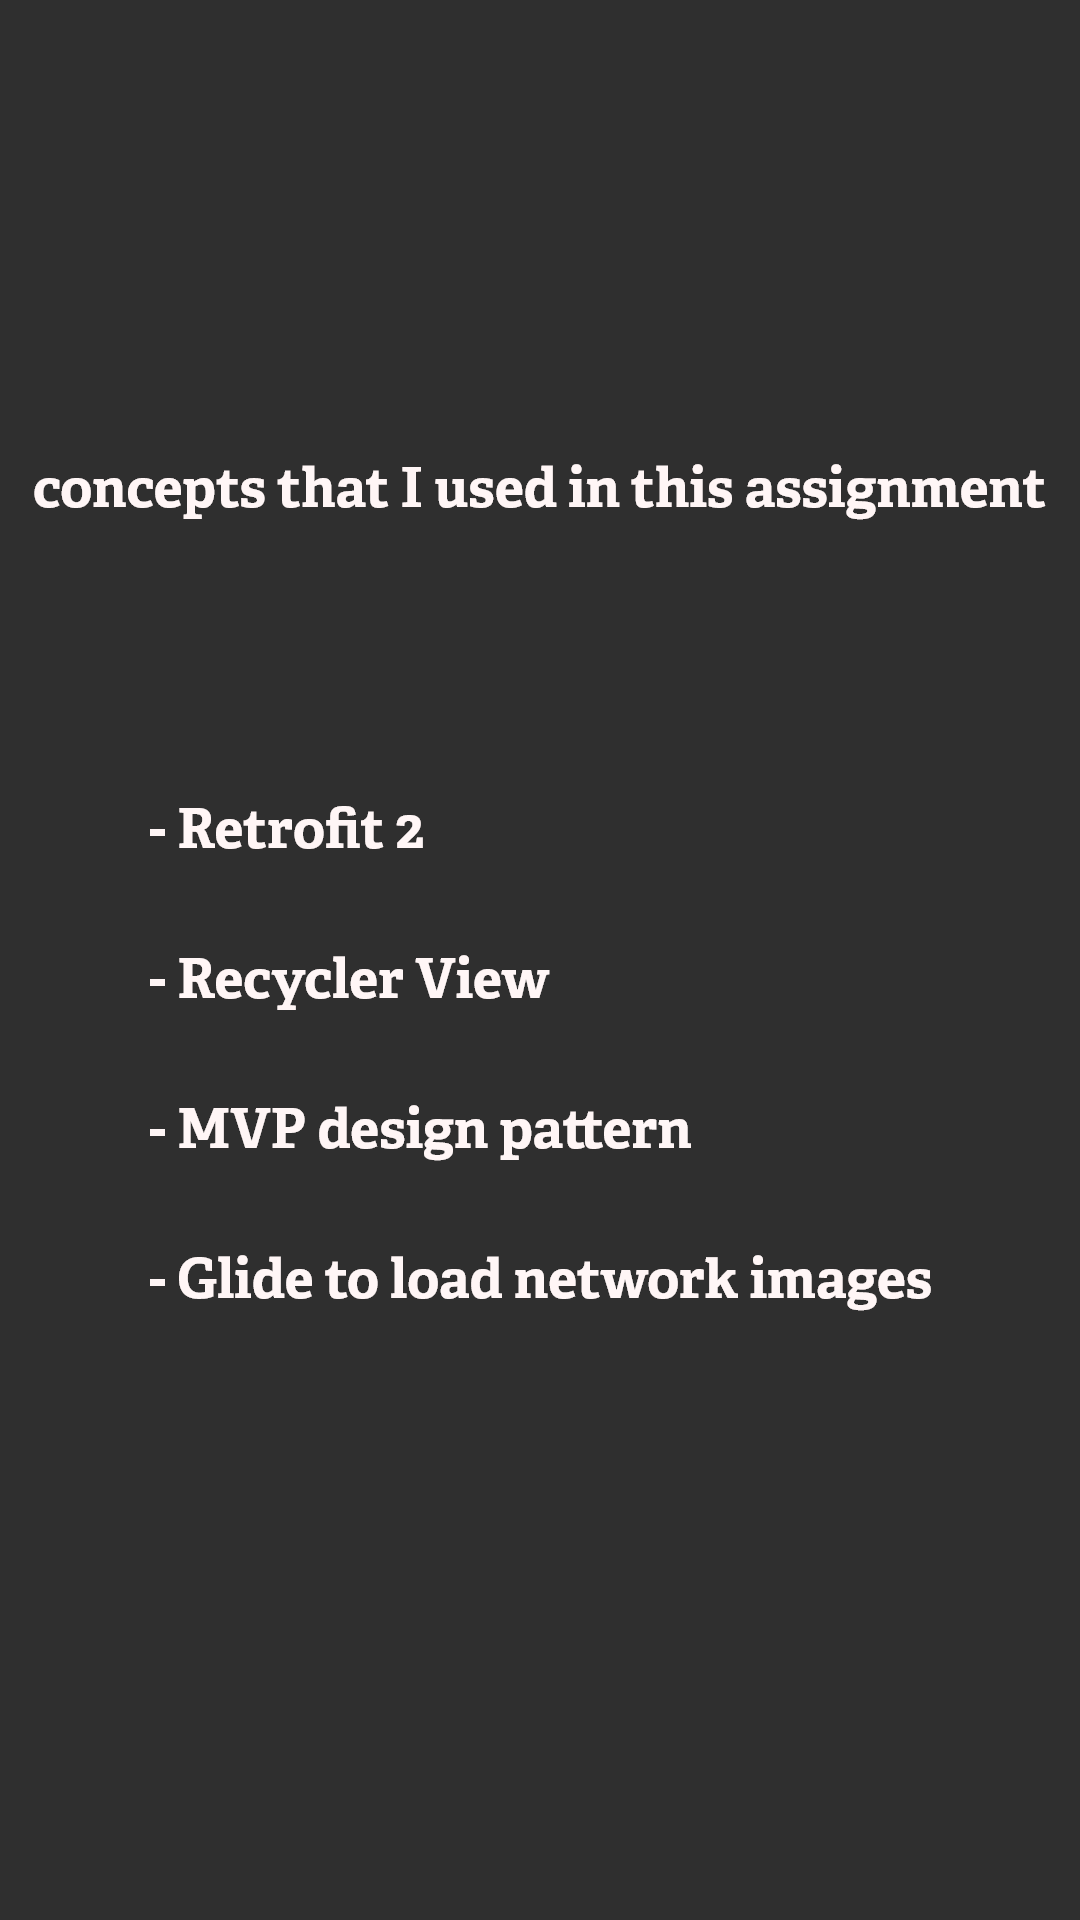 concepts that I used in this assignment
- Retrofit 2
- Recycler View
- MVP design pattern
- Glide to load network images